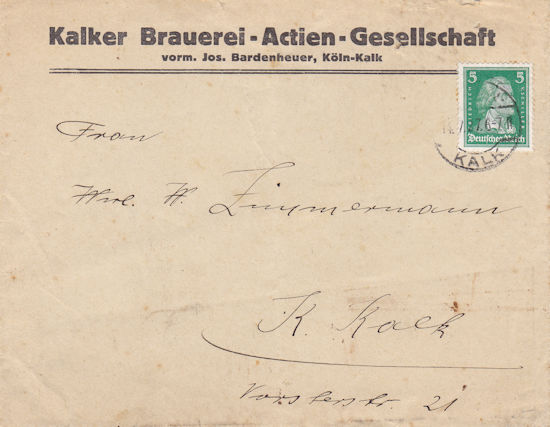 Kalker Brauerei-Actien-Gesellschaft
vorm. Jos. Bardenheuer, Köln-Kalk
5 5
FRIEDRICH
SCHILLER
Deutsches Reich
KALK
Frau
Wwe. W. Zimmermann
K. Kalk
Vorsterstr. 21